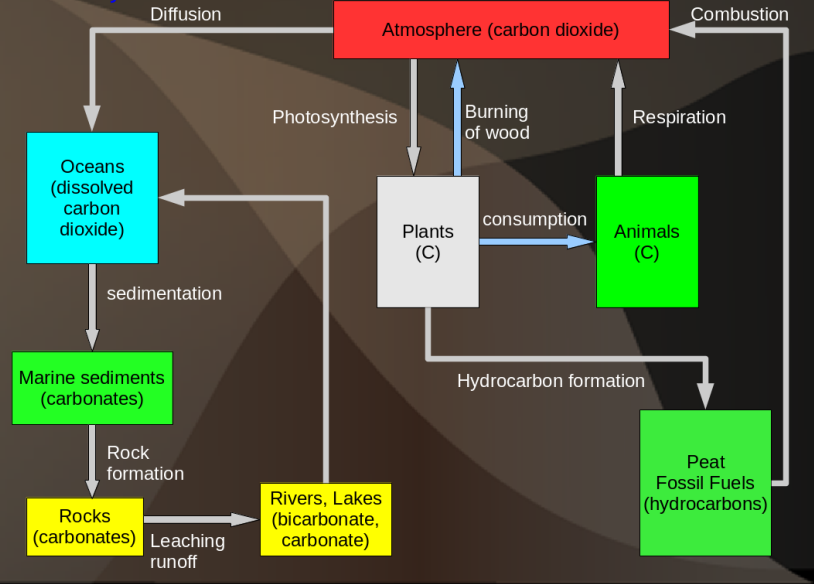 Diffusion
Atmosphere (carbon dioxide)
Combustion
Photosynthesis
Burning
of wood
Respiration
Oceans
(dissolved
carbon
dioxide)
Plants
(C)
consumption
Animals
(C)
sedimentation
Marine sediments
(carbonates)
Hydrocarbon formation
Rock
formation
Peat
Fossil Fuels
(hydrocarbons)
Rocks
(carbonates)
Leaching
runoff
Rivers, Lakes
(bicarbonate,
carbonate)